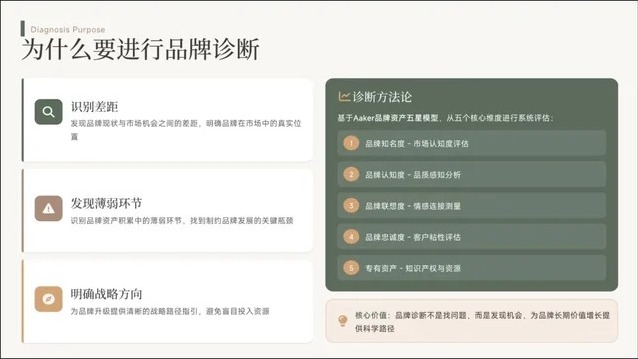 Diagnosis Purpose
为什么要进行品牌诊断
识别差距
发现品牌现状与市场机会之间的差距，明确品牌在市场中的真实位
置
发现薄弱环节
识别品牌资产积累中的薄弱环节，找到制约品牌发展的关键瓶颈
明确战略方向
为品牌升级提供清晰的战略路径指引，避免盲目投入资源
诊断方法论
基于Aaker品牌资产五星模型，从五个核心维度进行系统评估：
1 品牌知名度 - 市场认知度评估
2 品牌认知度 - 品质感知分析
3 品牌联想度 - 情感连接测量
4 品牌忠诚度 - 客户粘性评估
5 专有资产 - 知识产权与资源
核心价值：品牌诊断不是找问题，而是发现机会，为品牌长期价值增长提
供科学路径